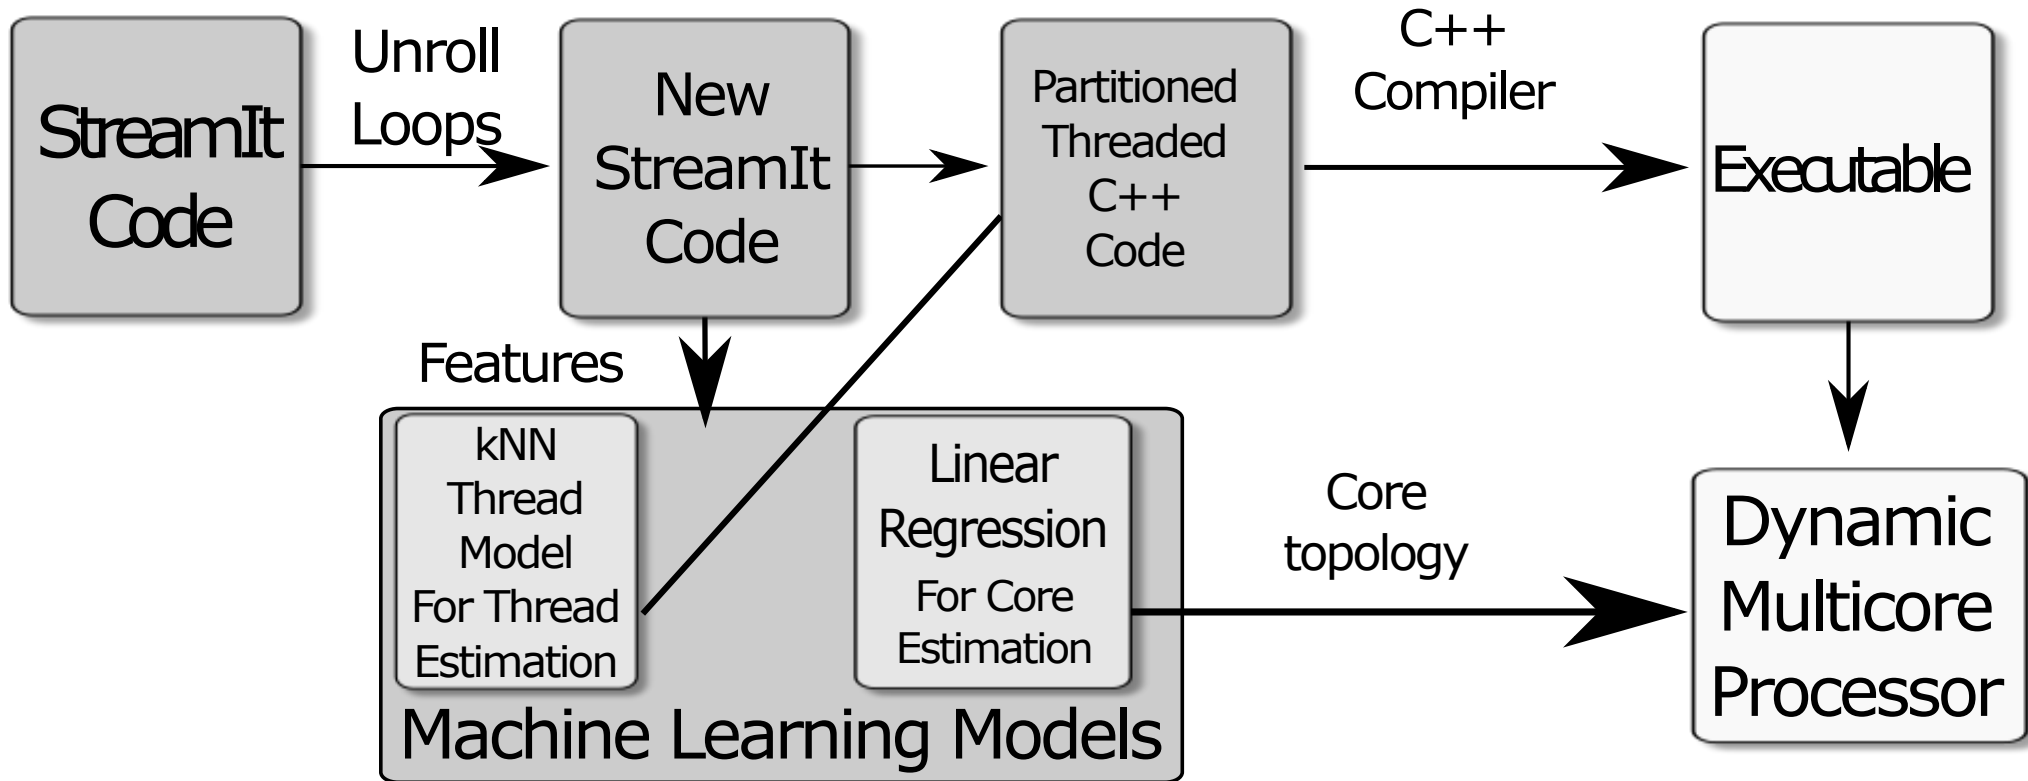 StreamIt
Code
Unroll
Loops
New
StreamIt
Code
Partitioned
Threaded
C++
Code
C++
Compiler
Executable
Features
kNN
Thread
Model
For Thread
Estimation
Linear
Regression
For Core
Estimation
Machine Learning Models
Core
topology
Dynamic
Multicore
Processor